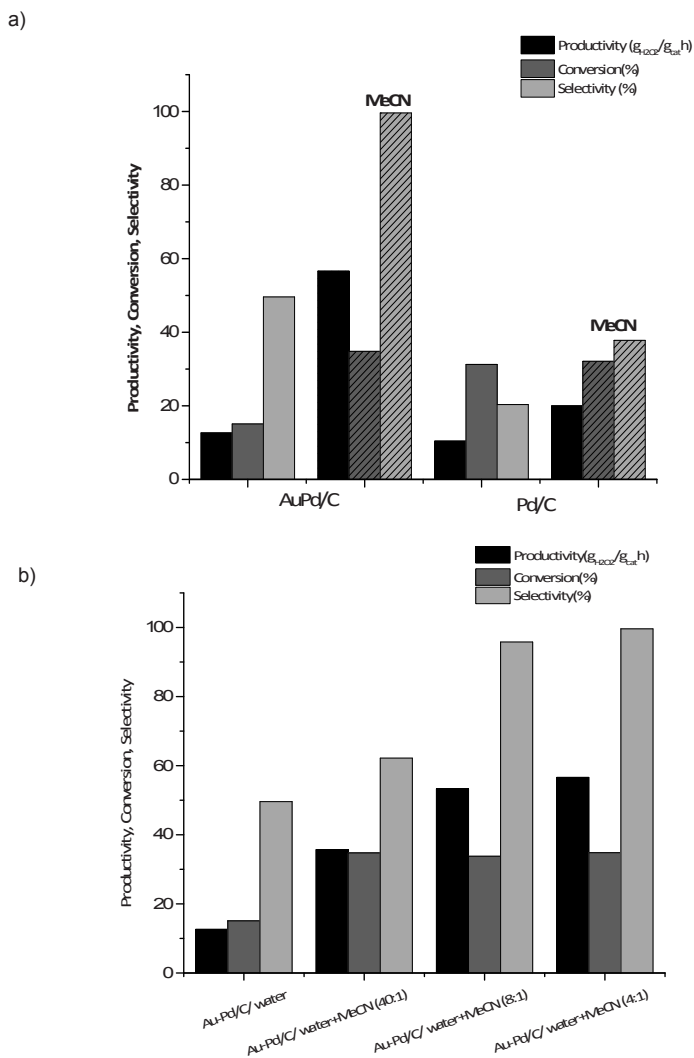 a)
Productivity (gH2O2/gcat h)
Conversion(%)
Selectivity (%)
Productivity, Conversion, Selectivity
100
80
60
40
20
0
MeCN
MeCN
AuPd/C
Pd/C
b)
Productivity(gH2O2/gcat h)
Conversion(%)
Selectivity(%)
Productivity, Conversion, Selectivity
100
80
60
40
20
0
Au-Pd/C/ water
Au-Pd/C/ water+MeCN (40:1)
Au-Pd/C/ water+MeCN (8:1)
Au-Pd/C/ water+MeCN (4:1)